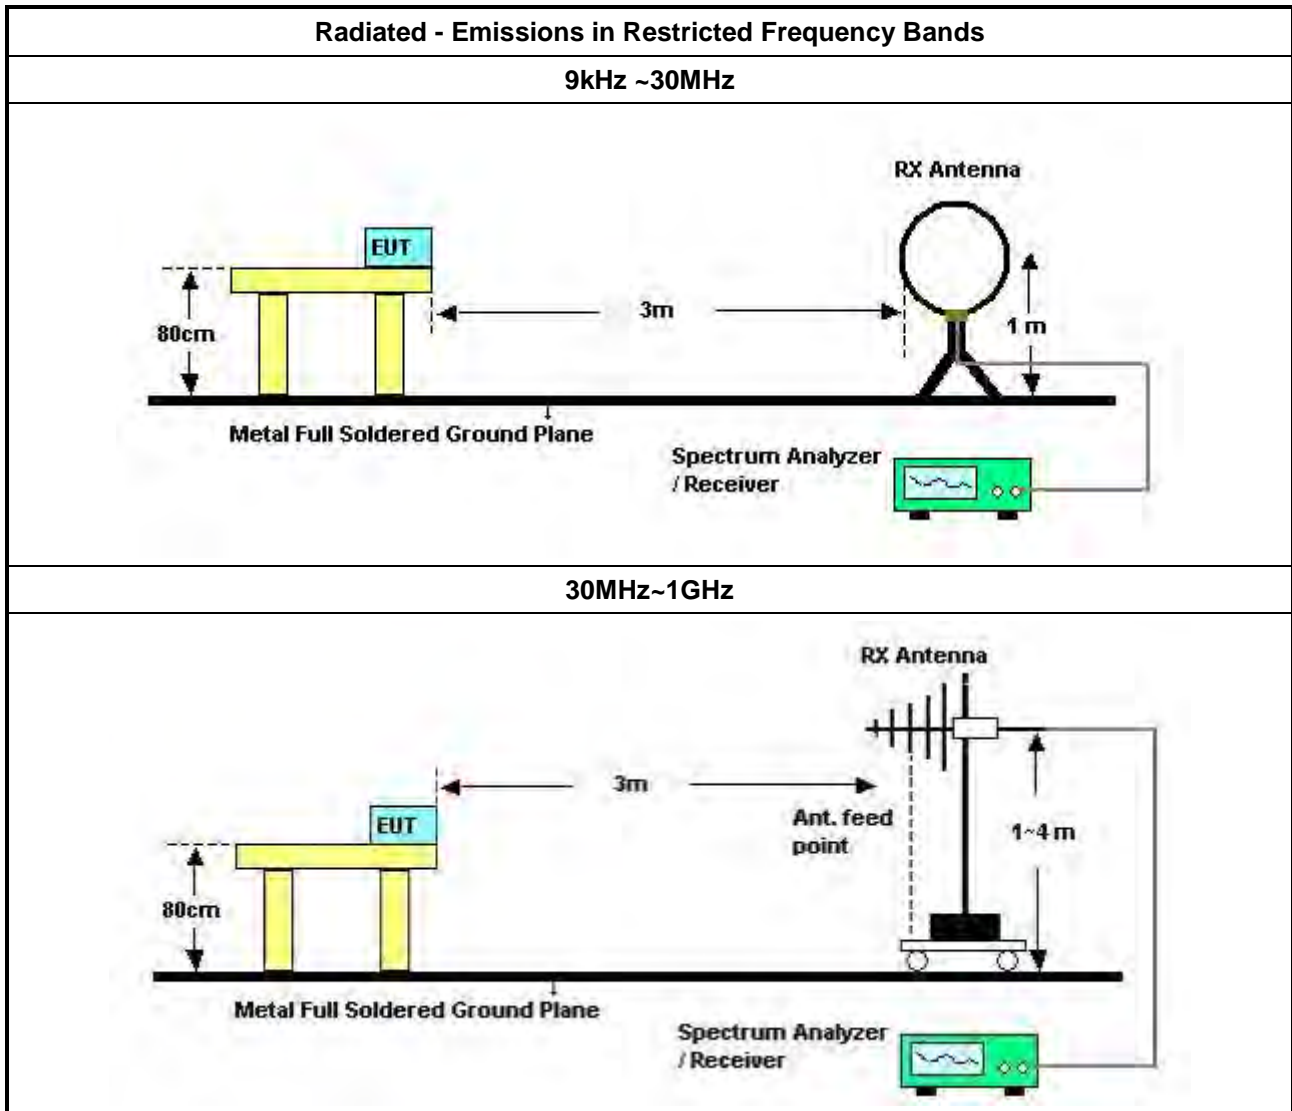 Radiated - Emissions in Restricted Frequency Bands
9kHz ~30MHz
RX Antenna
EUT
3m
80cm
1 m
Metal Full Soldered Ground Plane
Spectrum Analyzer
/ Receiver
30MHz~1GHz
RX Antenna
3m
EUT
Ant. feed
point
1~4 m
80cm
Metal Full Soldered Ground Plane
Spectrum Analyzer
/ Receiver